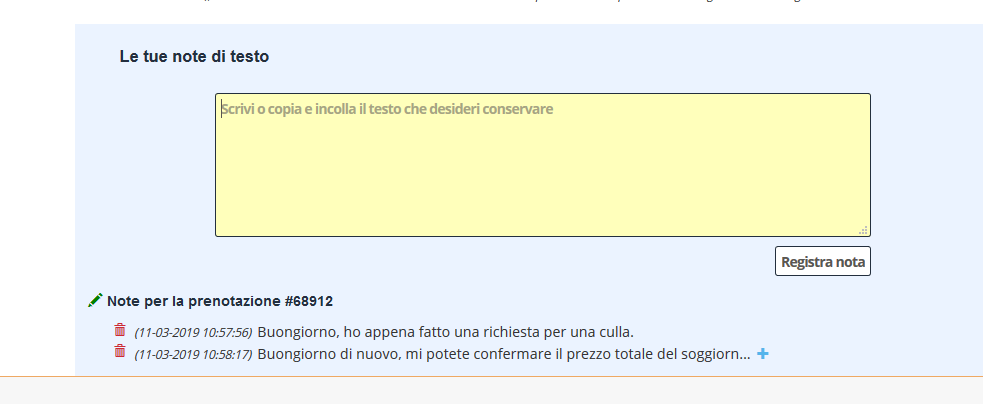 Le tue note di testo
Scrivi o copia e incolla il testo che desideri conservare
Registra nota
Note per la prenotazione #68912
(11-03-2019 10:57:56) Buongiorno, ho appena fatto una richiesta per una culla.
(11-03-2019 10:58:17) Buongiorno di nuovo, mi potete confermare il prezzo totale del soggiorn...